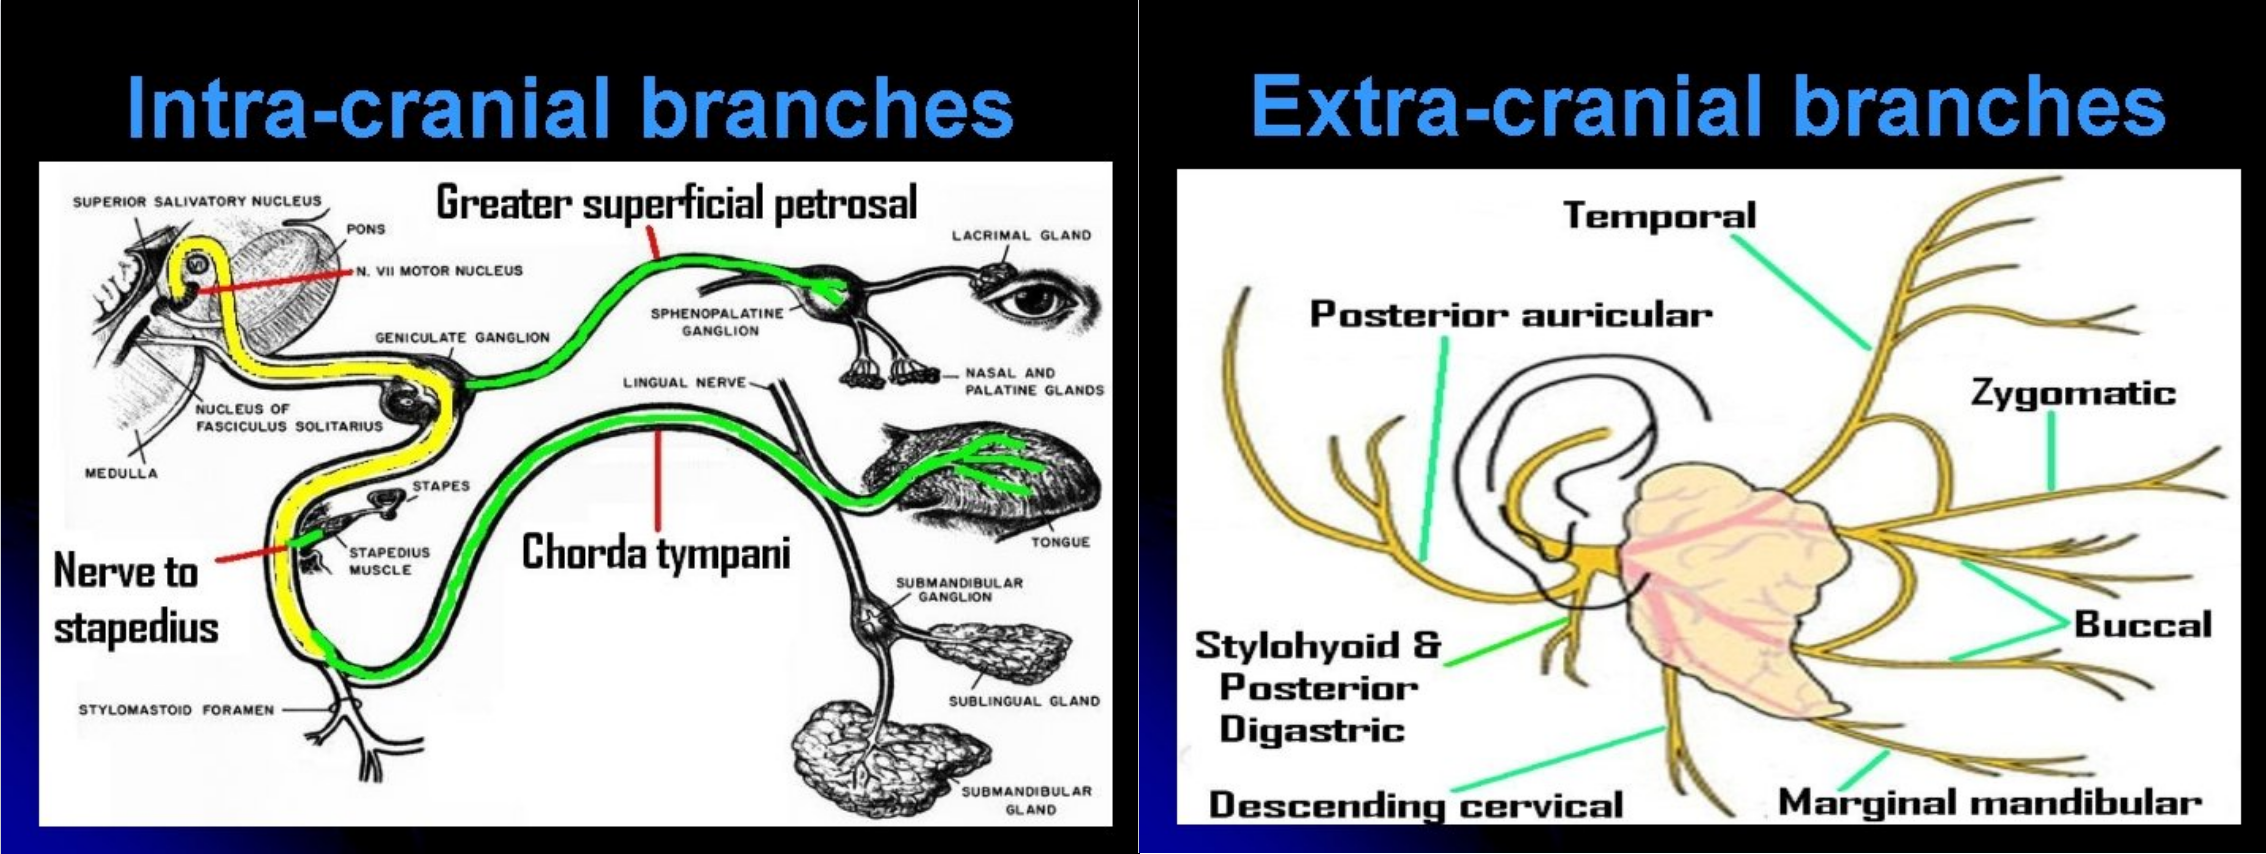 Intra-cranial branches
SUPERIOR SALIVATORY NUCLEUS
PONS
N. VII MOTOR NUCLEUS
VI
Greater superficial petrosal
LACRIMAL GLAND
SPHENOPALATINE
GANGLION
GENICULATE GANGLION
NASAL AND
PALATINE GLANDS
LINGUAL NERVE
NUCLEUS OF
FASCICULUS SOLITARIUS
MEDULLA
STAPES
Nerve to
stapedius
STAPEDIUS
MUSCLE
Chorda tympani
TONGUE
SUBMANDIBULAR
GANGLION
SUBLINGUAL GLAND
STYLOMASTOID FORAMEN
SUBMANDIBULAR
GLAND
Extra-cranial branches
Temporal
Posterior auricular
Zygomatic
Buccal
Stylohyoid &
Posterior
Digastric
Descending cervical
Marginal mandibular